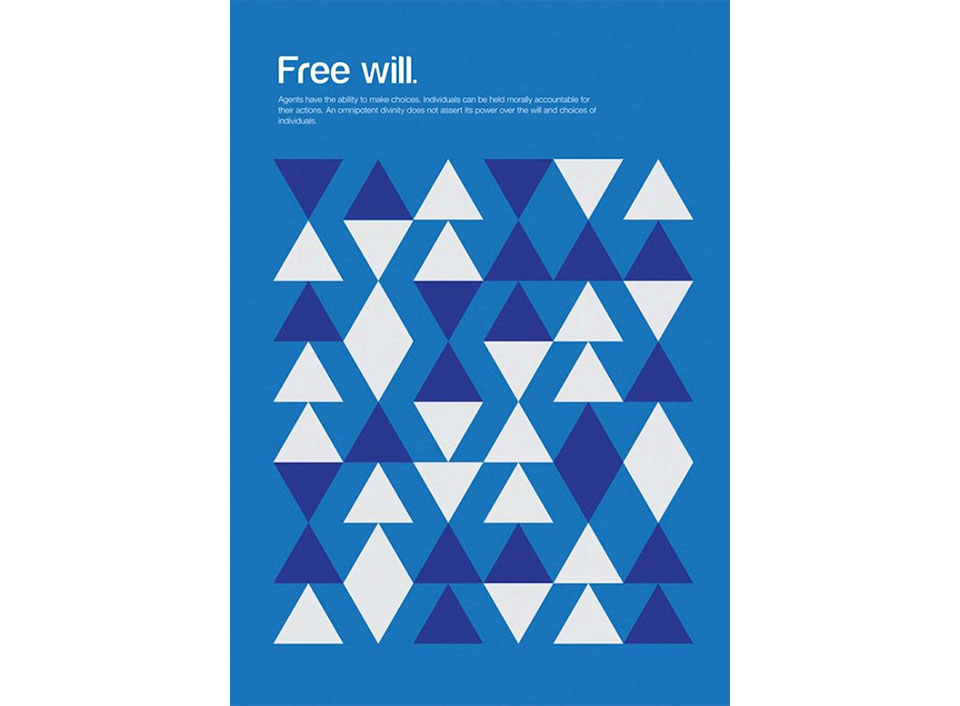 Free will.
Agents have the ability to make choices. Individuals can be held morally accountable for
their actions. An omnipotent divinity does not assert its power over the will and choices of
individuals.